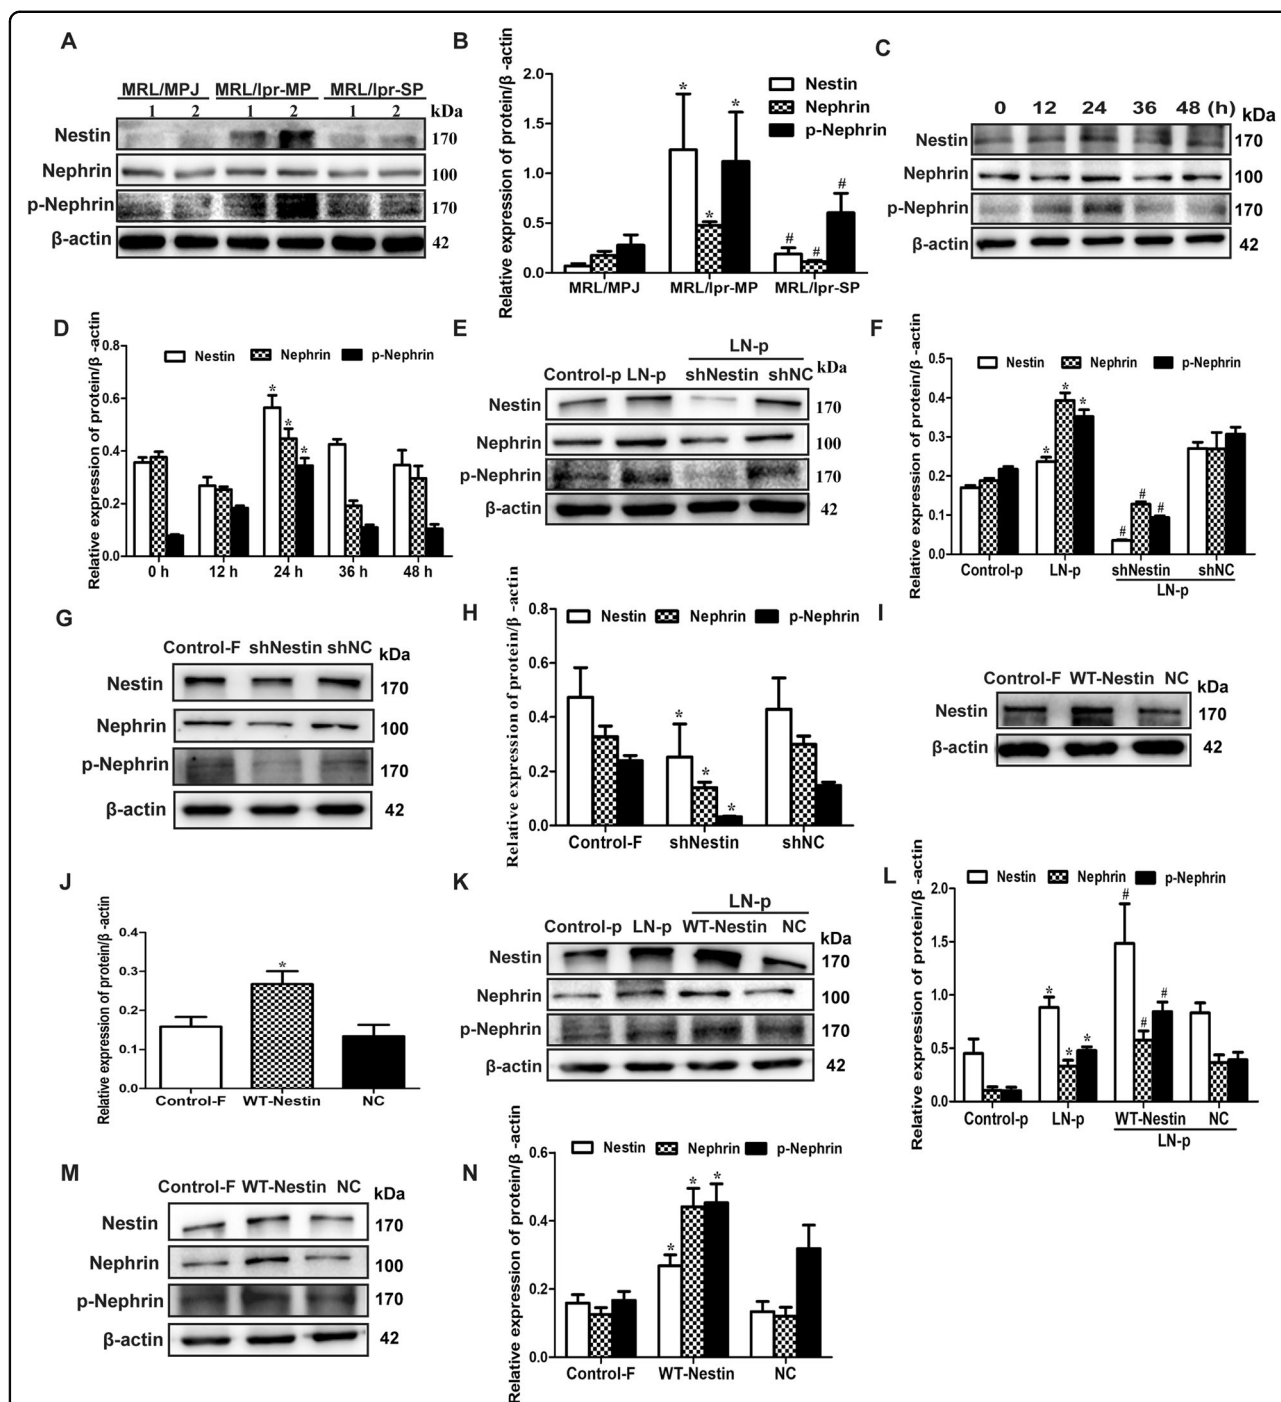 A
MRL/MPJ MRL/lpr-MP MRL/lpr-SP
1 2 1 2 1 2 kDa
Nestin 170
Nephrin 100
p-Nephrin 170
β-actin 42
B
Relative expression of protein/β -actin
2.0
1.5
1.0
0.5
0.0
* * *
# # #
Nestin
Nephrin
p-Nephrin
MRL/MPJ MRL/lpr-MP MRL/lpr-SP
C
0 12 24 36 48 (h) kDa
Nestin 170
Nephrin 100
p-Nephrin 170
β-actin 42
D
Relative expression of protein/β -actin
0.8
0.6
0.4
0.2
0.0
Nestin Nephrin p-Nephrin
* * *
0 h 12 h 24 h 36 h 48 h
E
LN-p
Control-p LN-p shNestin shNC kDa
Nestin 170
Nephrin 100
p-Nephrin 170
β-actin 42
F
Relative expression of protein/β -actin
0.5
0.4
0.3
0.2
0.1
0.0
Nestin Nephrin p-Nephrin
* * *
# # #
Control-p LN-p shNestin shNC
LN-p
G
Control-F shNestin shNC kDa
Nestin 170
Nephrin 100
p-Nephrin 170
β-actin 42
H
Relative expression of protein/β -actin
0.8
0.6
0.4
0.2
0.0
Nestin Nephrin p-Nephrin
* * *
Control-F shNestin shNC
I
Control-F WT-Nestin NC
kDa
Nestin 170
β-actin 42
J
Relative expression of protein/β -actin
0.4
0.3
0.2
0.1
0.0
*
Control-F WT-Nestin NC
K
LN-p
Control-p LN-p WT-Nestin NC
kDa
Nestin 170
Nephrin 100
p-Nephrin 170
β-actin 42
L
Relative expression of protein/β -actin
2.0
1.5
1.0
0.5
0.0
Nestin Nephrin p-Nephrin
* * *
# # #
Control-p LN-p WT-Nestin NC
LN-p
M
Control-F WT-Nestin NC kDa
Nestin 170
Nephrin 100
p-Nephrin 170
β-actin 42
N
Relative expression of protein/β -actin
0.6
0.4
0.2
0.0
Nestin Nephrin p-Nephrin
* * *
Control-F WT-Nestin NC